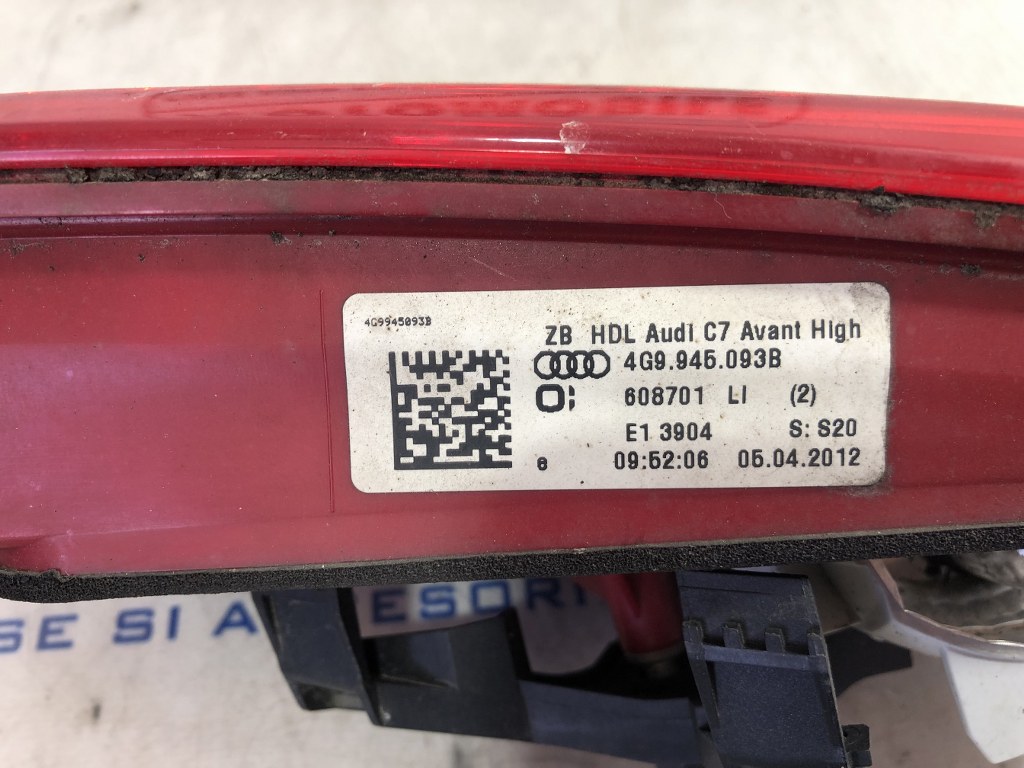 4G9945093B
ZB HDL Audi C7 Avant High
4G9.945.093B
608701 LI (2)
E1 3904 S: S20
09:52:06 05.04.2012
SE SI A ESORI